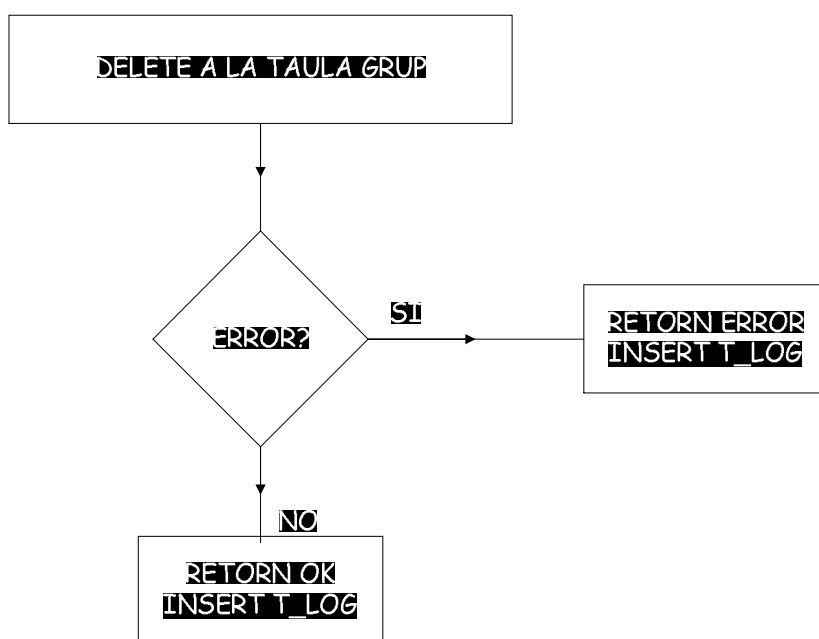 DELETE A LA TAULA GRUP
SI
ERROR?
RETORN ERROR
INSERT T_LOG
NO
RETORN OK
INSERT T_LOG